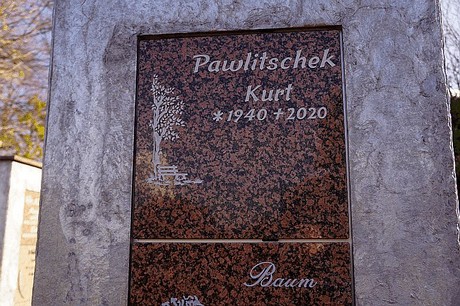 Pawlitschek
Kurt
* 1940 ✝ 2020
Baum